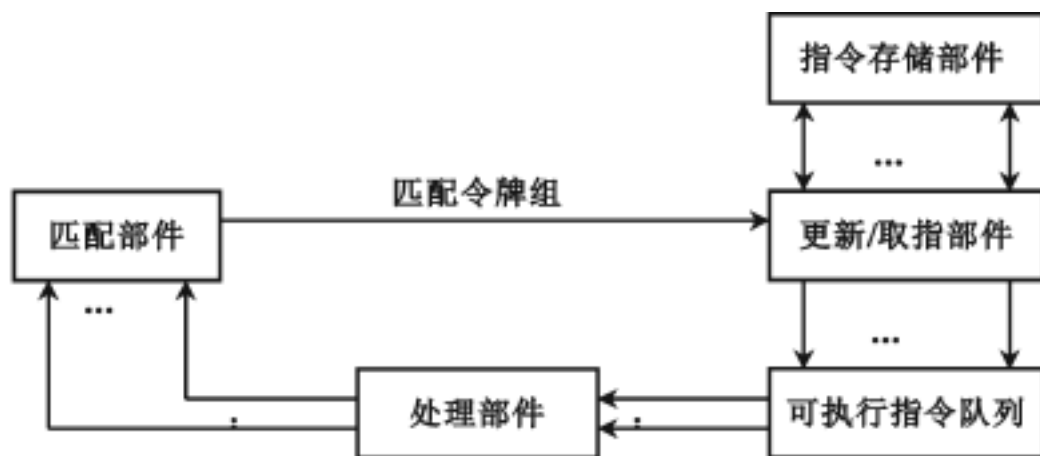 指令存储部件
...
匹配令牌组
匹配部件
更新/取指部件
...
...
处理部件
可执行指令队列
:
: